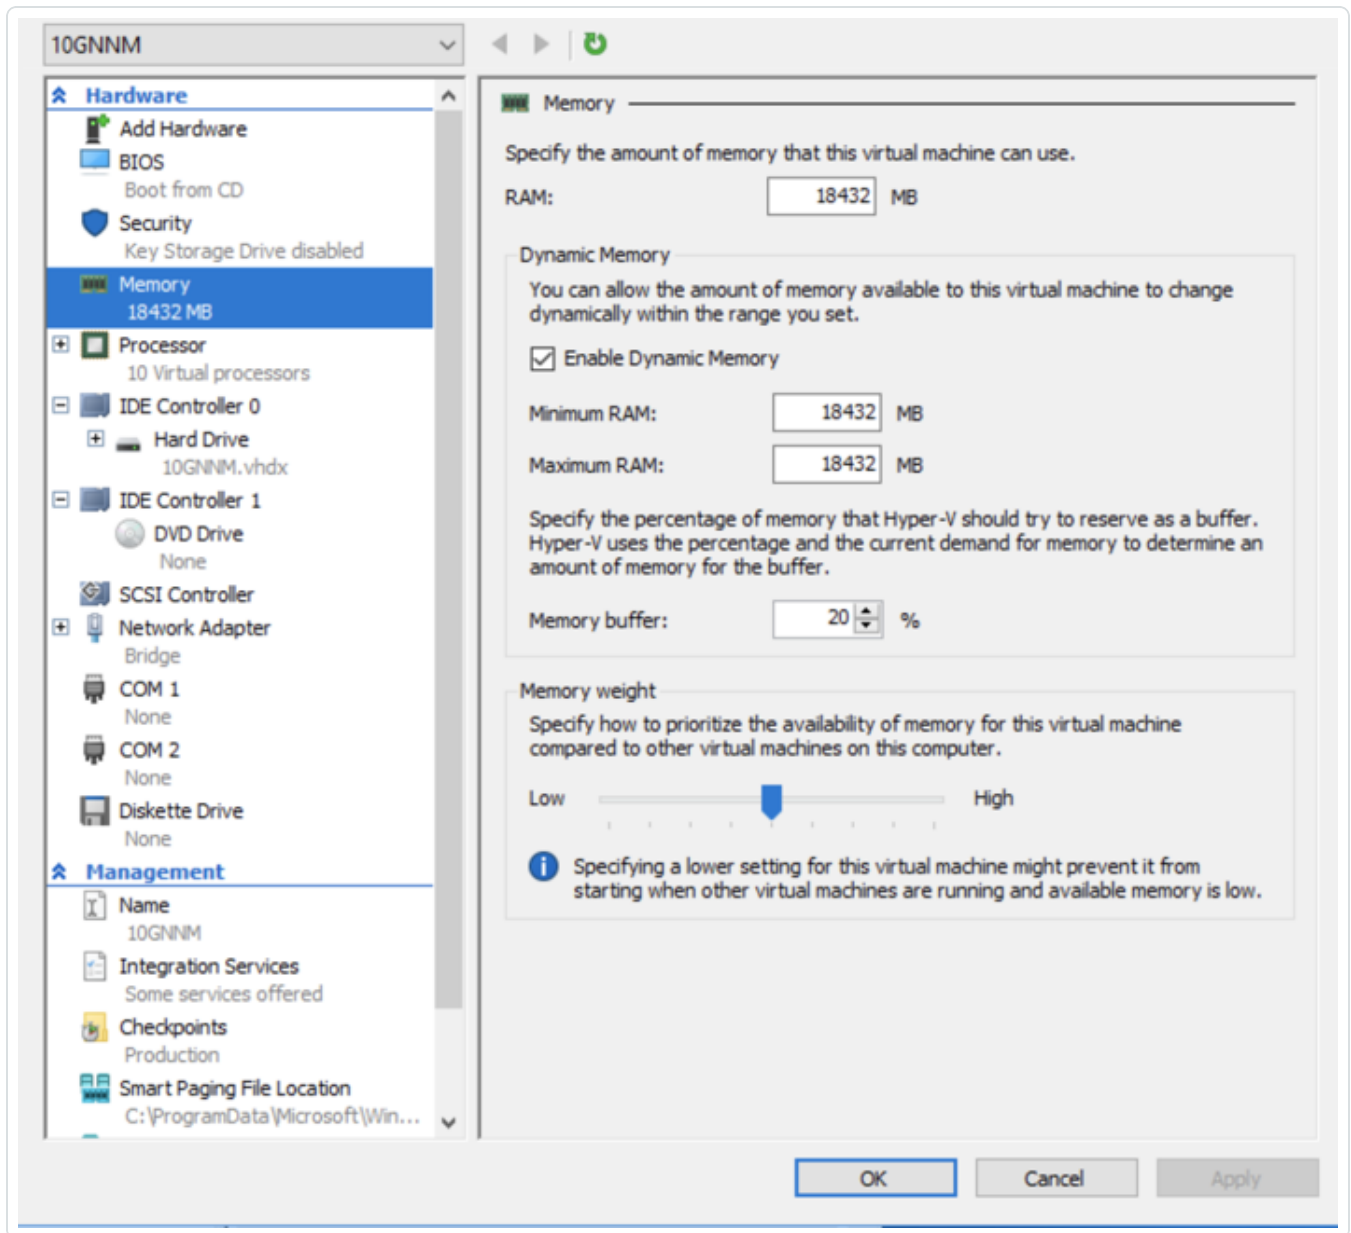 10GNNM
Hardware
Add Hardware
BIOS
Boot from CD
Security
Key Storage Drive disabled
Memory
18432 MB
Processor
10 Virtual processors
IDE Controller 0
Hard Drive
10GNNM.vhdx
IDE Controller 1
DVD Drive
None
SCSI Controller
Network Adapter
Bridge
COM 1
None
COM 2
None
Diskette Drive
None
Management
Name
10GNNM
Integration Services
Some services offered
Checkpoints
Production
Smart Paging File Location
C:\ProgramData\Microsoft\Win...
Memory
Specify the amount of memory that this virtual machine can use.
RAM: 18432 MB
Dynamic Memory
You can allow the amount of memory available to this virtual machine to change
dynamically within the range you set.
Enable Dynamic Memory
Minimum RAM: 18432 MB
Maximum RAM: 18432 MB
Specify the percentage of memory that Hyper-V should try to reserve as a buffer.
Hyper-V uses the percentage and the current demand for memory to determine an
amount of memory for the buffer.
Memory buffer: 20 %
Memory weight
Specify how to prioritize the availability of memory for this virtual machine
compared to other virtual machines on this computer.
Low High
Specifying a lower setting for this virtual machine might prevent it from
starting when other virtual machines are running and available memory is low.
OK Cancel Apply